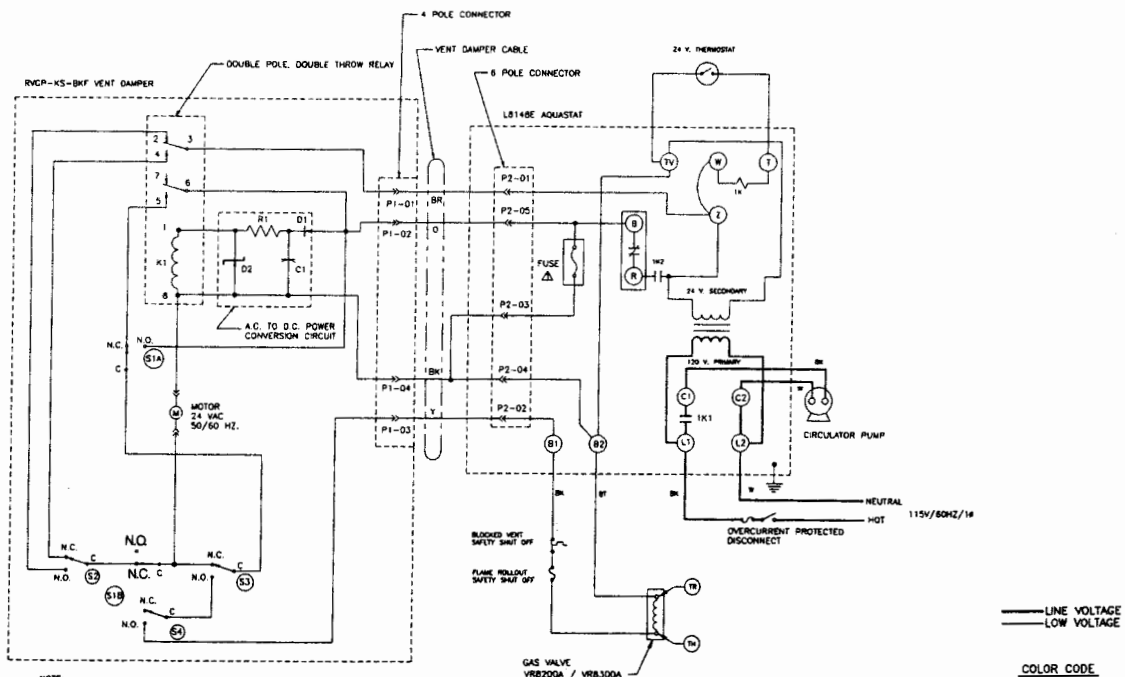 4 POLE CONNECTOR
VENT DAMPER CABLE
DOUBLE POLE, DOUBLE THROW RELAY
6 POLE CONNECTOR
24 V. THERMOSTAT
RVGP-KS-BKF VENT DAMPER
L8148E AQUASTAT
2
3
4
7
6
5
TV
W
T
1K
Z
P1-01
BR
P2-01
P1-02
O
P2-05
B
R
1K2
FUSE
1
R1
D1
K1
D2
C1
8
A.C. TO D.C. POWER
CONVERSION CIRCUIT
P2-03
24 V. SECONDARY
120 V. PRIMARY
N.C.
N.O.
S1A
C
P1-04
BK
P2-04
P1-03
Y
P2-02
MOTOR
24 VAC
50/60 HZ.
M
B1
B2
C1
C2
1K1
L1
L2
BK
W
CIRCULATOR PUMP
BK
BT
BK
W
NEUTRAL
HOT
115V/60HZ/1ø
OVERCURRENT PROTECTED
DISCONNECT
BLOCKED VENT
SAFETY SHUT OFF
FLAME ROLLOUT
SAFETY SHUT OFF
N.C.
C
N.O.
S2
N.O.
N.C.
C
S1B
N.C.
C
N.O.
S3
N.C.
C
N.O.
S4
TR
TH
GAS VALVE
VR8200A / VR8300A
LINE VOLTAGE
LOW VOLTAGE
COLOR CODE
NOTE